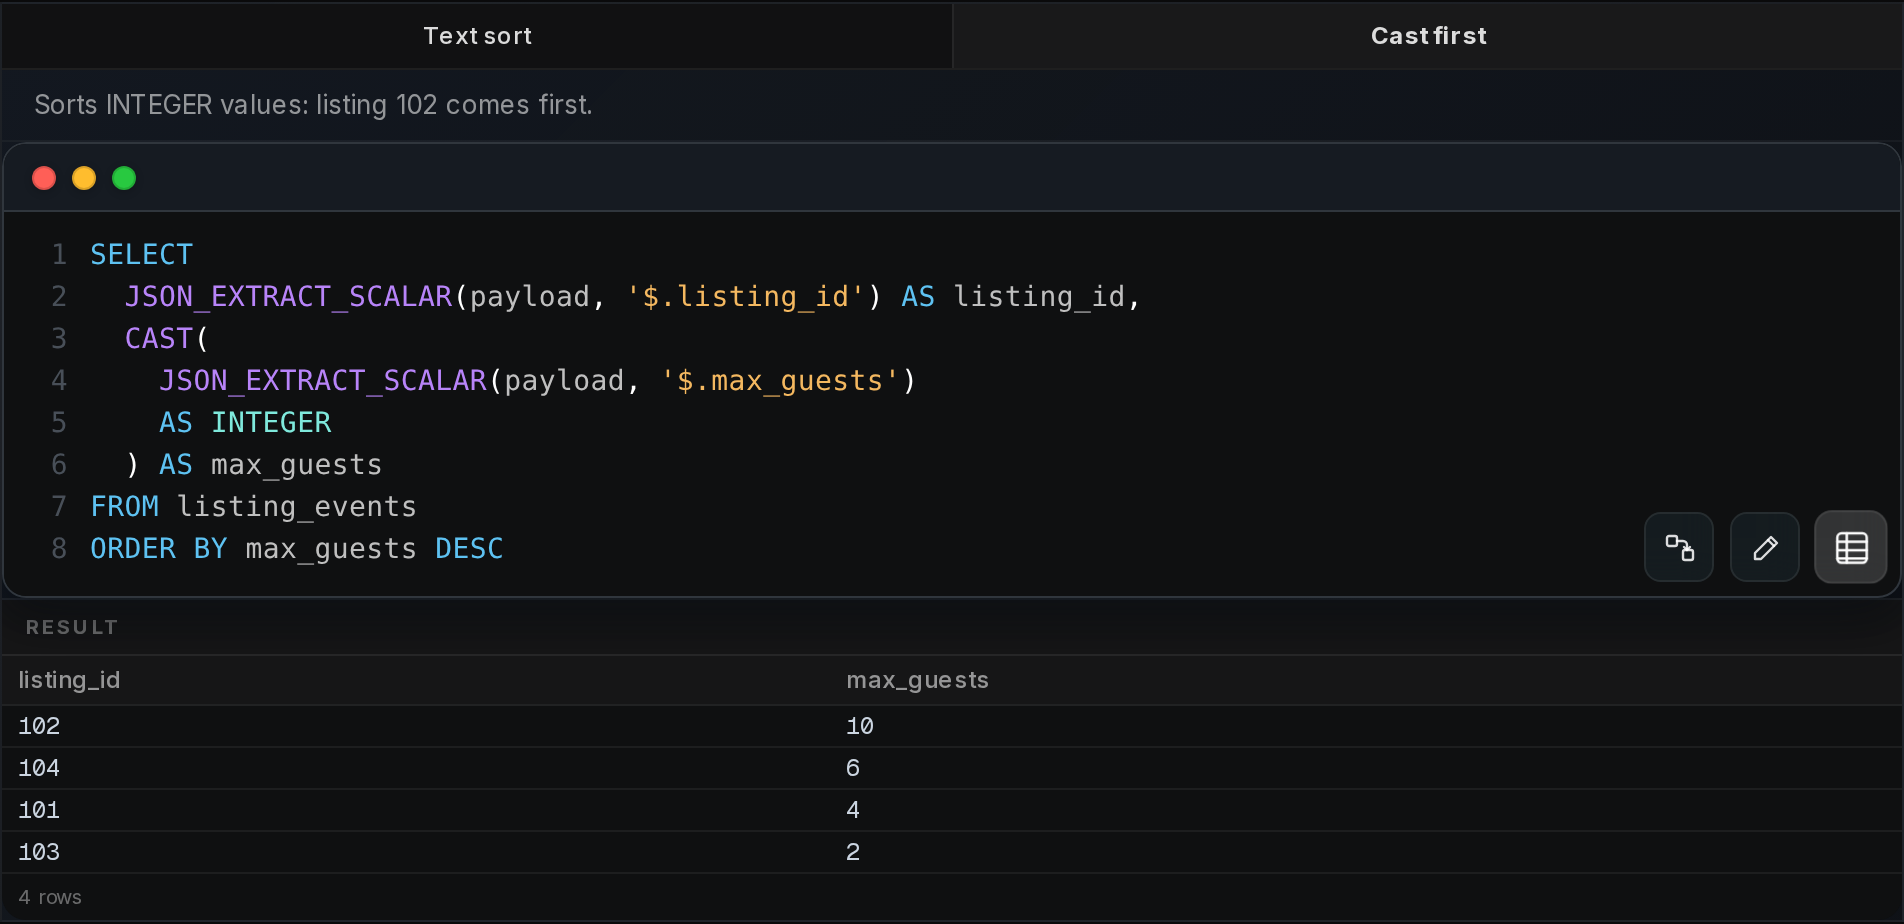 Text sort
Cast first
Sorts INTEGER values: listing 102 comes first.
1 SELECT
2   JSON_EXTRACT_SCALAR(payload, '$.listing_id') AS listing_id,
3   CAST(
4     JSON_EXTRACT_SCALAR(payload, '$.max_guests')
5     AS INTEGER
6   ) AS max_guests
7 FROM listing_events
8 ORDER BY max_guests DESC
RESULT
listing_id max_guests
102 10
104 6
101 4
103 2
4 rows